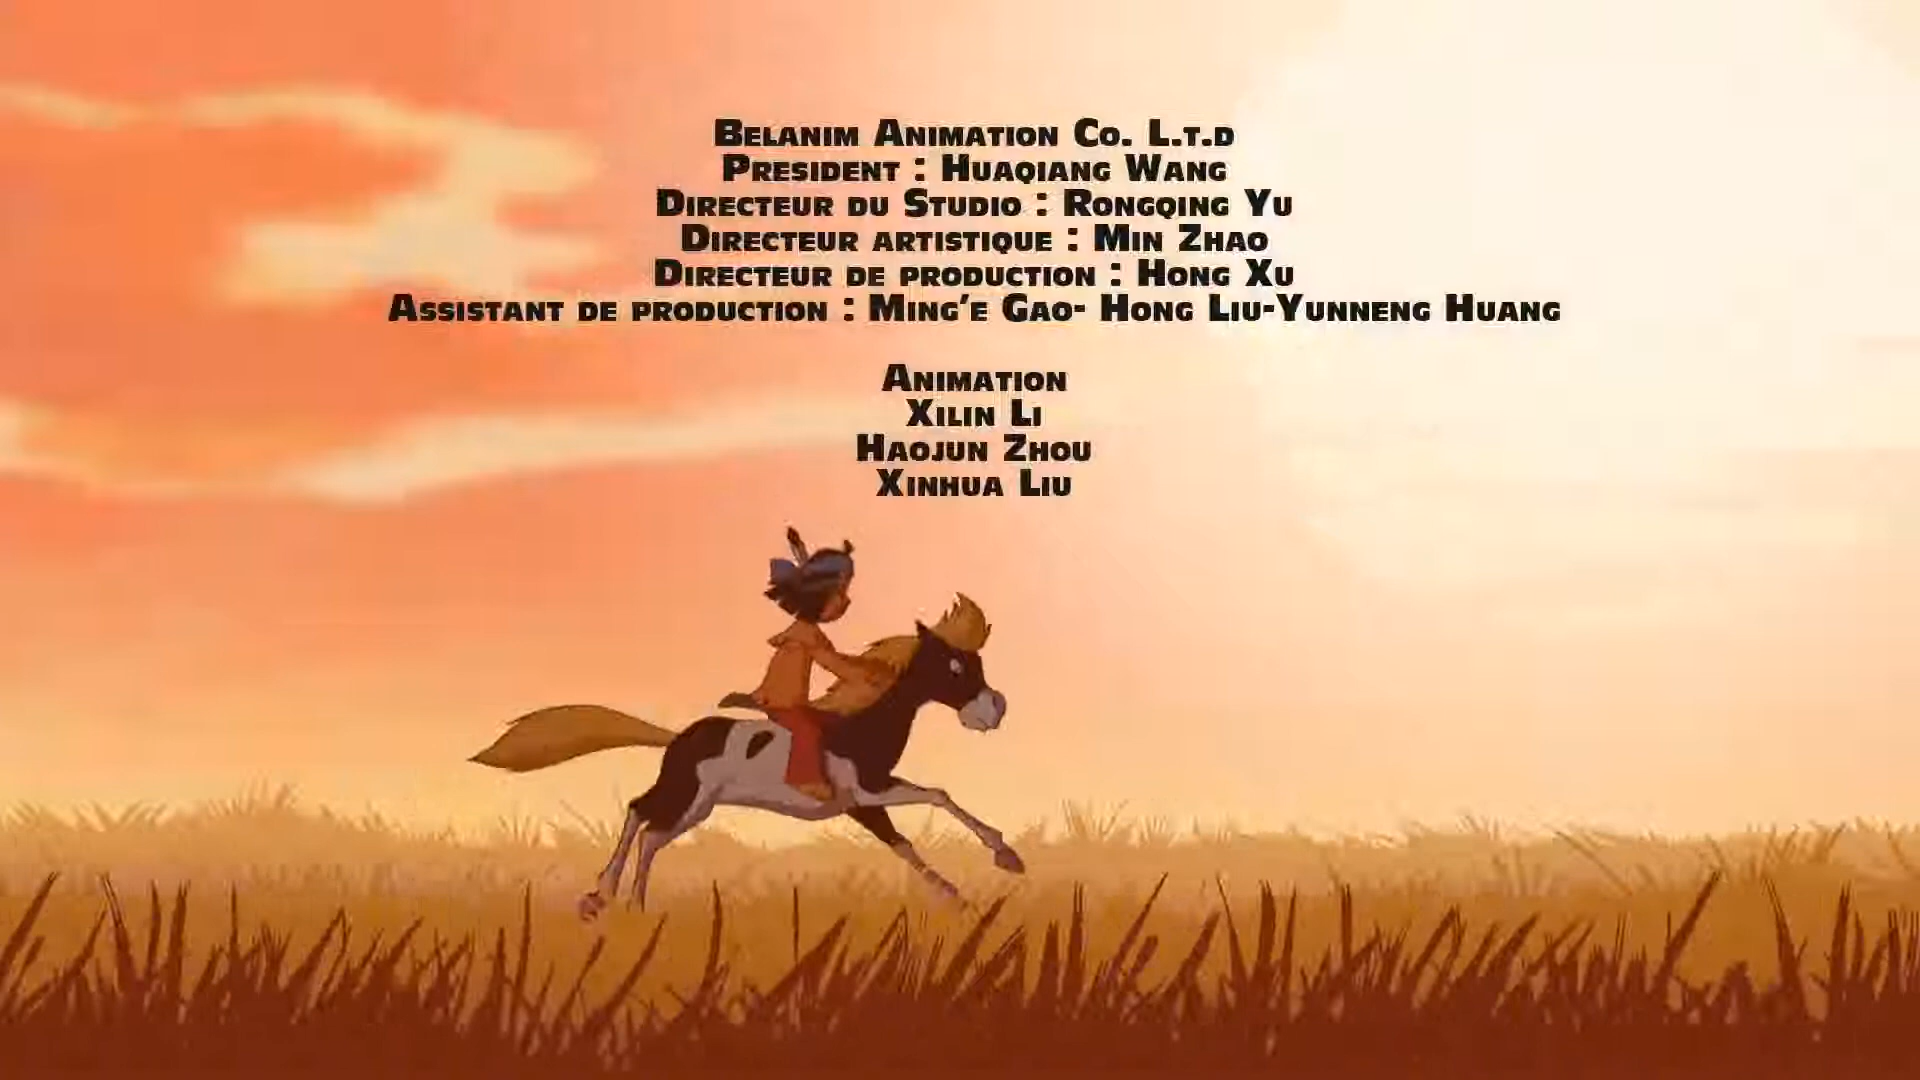 Belanim Animation Co. L.t.d
President : Huaqiang Wang
Directeur du Studio : Rongqing Yu
Directeur artistique : Min Zhao
Directeur de production : Hong Xu
Assistant de production : Ming'e Gao- Hong Liu-Yunneng Huang
Animation
Xilin Li
Haojun Zhou
Xinhua Liu